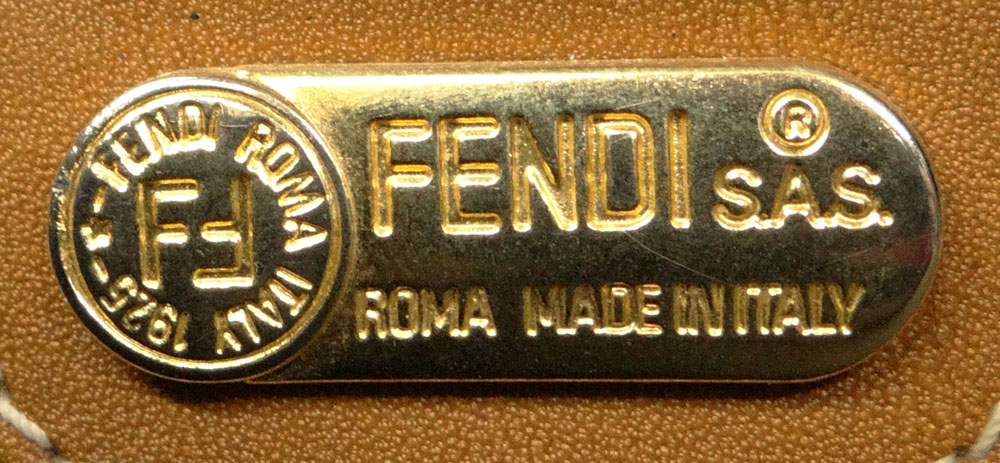 FENDI ROMA ITALY 1925
FF
FENDI ® S.A.S.
ROMA MADE IN ITALY